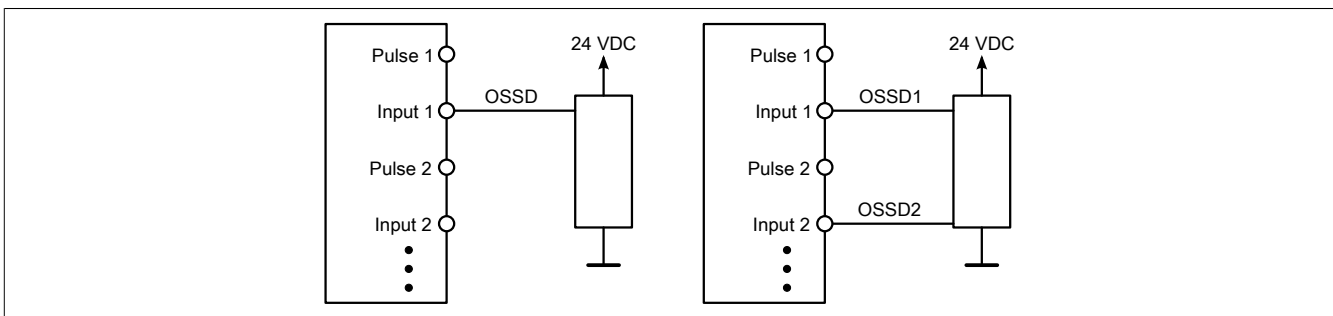 Pulse 1
Input 1
Pulse 2
Input 2
OSSD
24 VDC
Pulse 1
Input 1
Pulse 2
Input 2
OSSD1
OSSD2
24 VDC